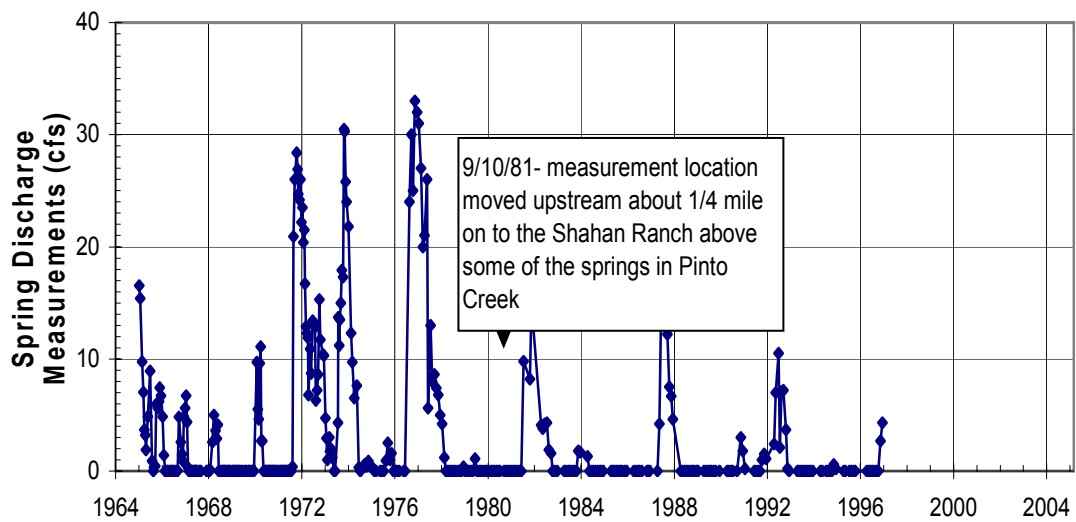 40
30
20
10
0
Spring Discharge
Measurements (cfs)
9/10/81- measurement location
moved upstream about 1/4 mile
on to the Shahan Ranch above
some of the springs in Pinto
Creek
1964 1968 1972 1976 1980 1984 1988 1992 1996 2000 2004